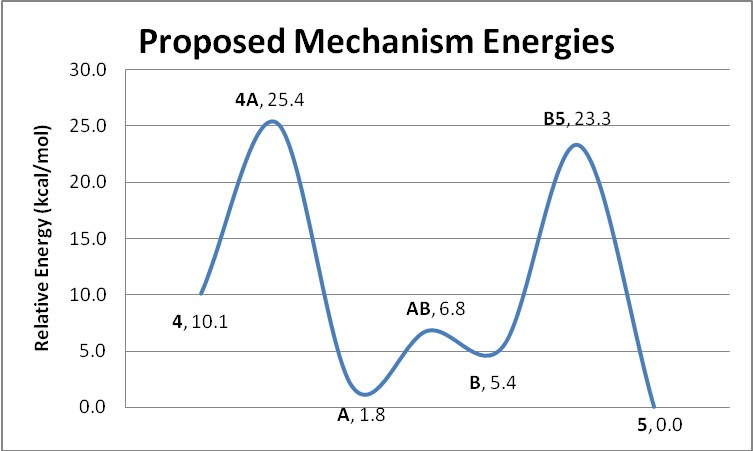 Proposed Mechanism Energies
Relative Energy (kcal/mol)
30.0
25.0
20.0
15.0
10.0
5.0
0.0
4, 10.1
4A, 25.4
A, 1.8
AB, 6.8
B, 5.4
B5, 23.3
5, 0.0